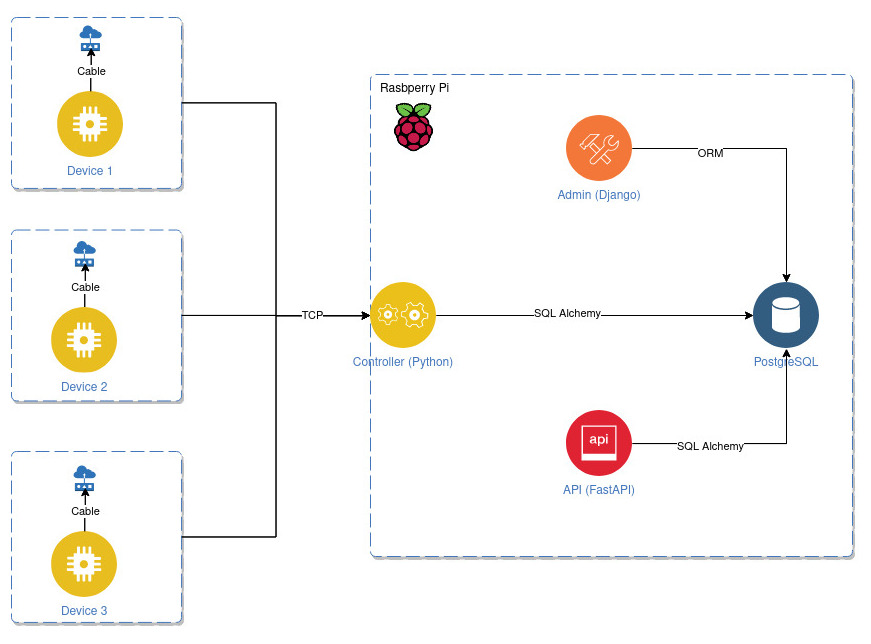 Cable
Device 1
Cable
Device 2
Cable
Device 3
TCP
Rasbperry Pi
Admin (Django)
ORM
Controller (Python)
SQL Alchemy
PostgreSQL
api
API (FastAPI)
SQL Alchemy